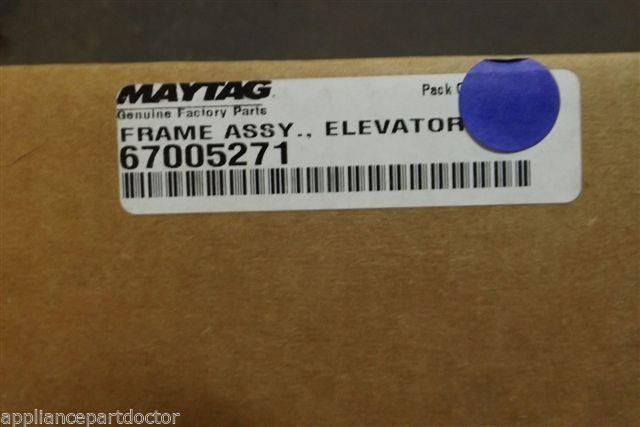 MAYTAG.
Genuine Factory Parts
Pack
FRAME ASSY., ELEVATOR
67005271
appliancepartdoctor